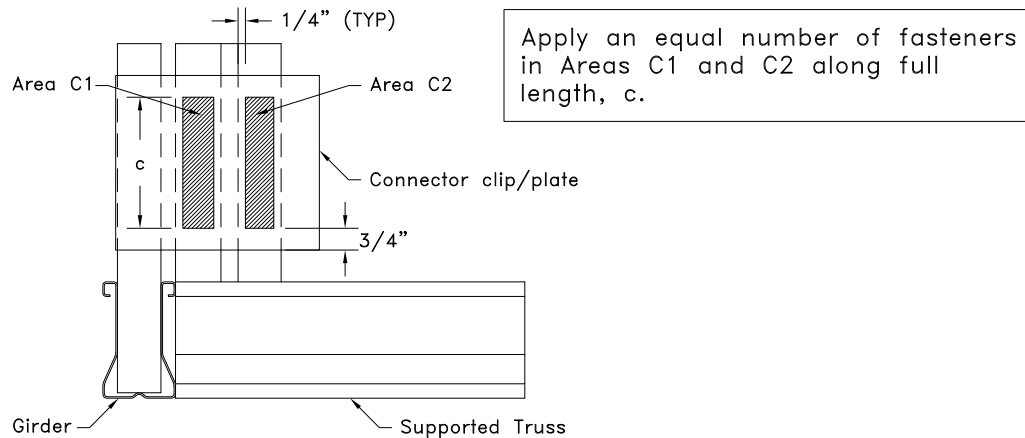 1/4" (TYP)
Apply an equal number of fasteners
in Areas C1 and C2 along full
length, c.
Area C1
Area C2
c
Connector clip/plate
3/4"
Girder
Supported Truss